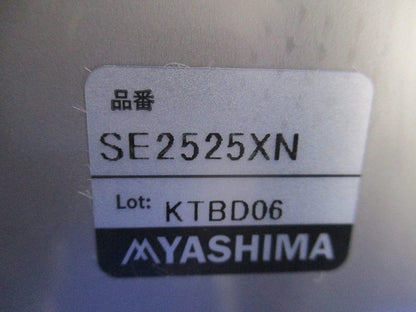 品番
SE2525XN
Lot: KTBD06
YASHIMA